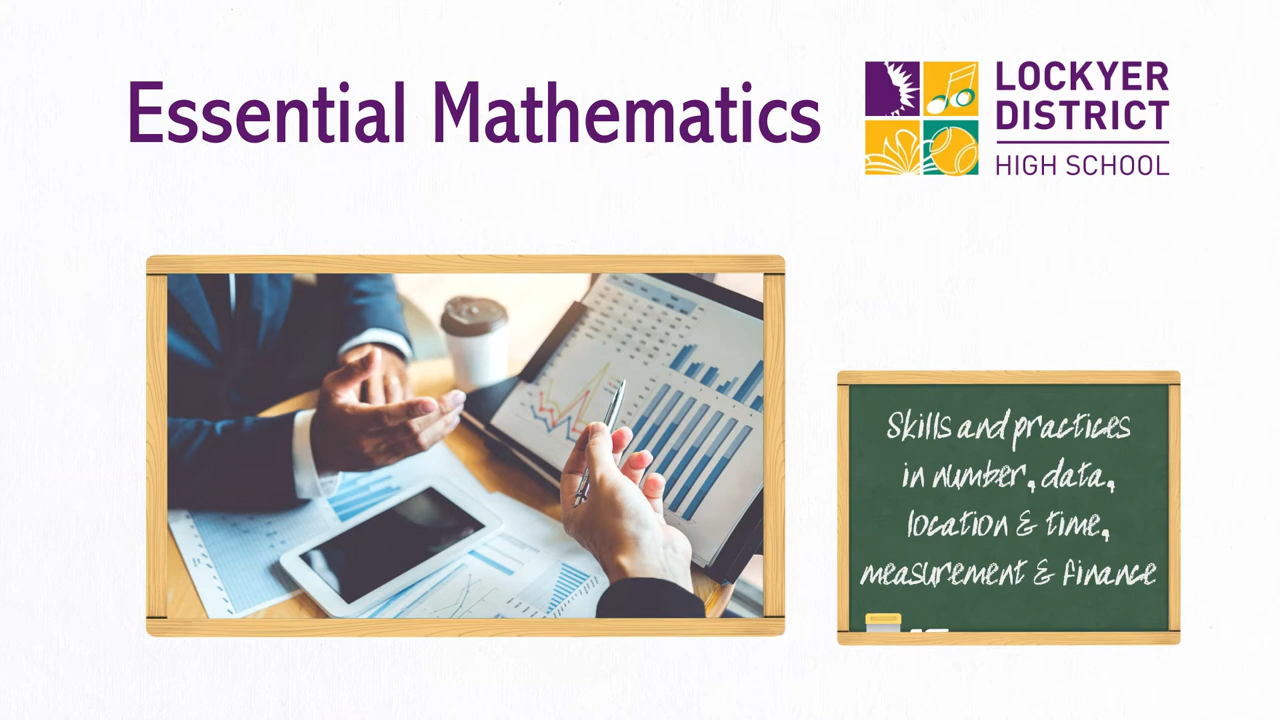 Essential Mathematics
LOCKYER
DISTRICT
HIGH SCHOOL
Skills and practices
in number, data,
location & time,
measurement & finance